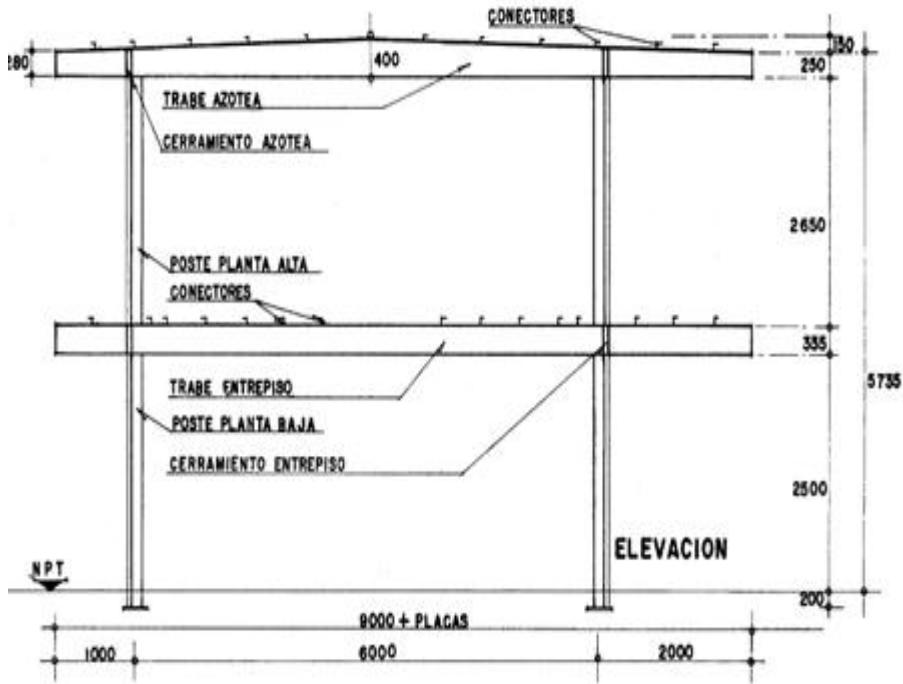 CONECTORES
150
280
400
250
TRABE AZOTEA
CERRAMIENTO AZOTEA
2650
POSTE PLANTA ALTA
CONECTORES
335
5735
TRABE ENTREPISO
POSTE PLANTA BAJA
CERRAMIENTO ENTREPISO
2500
ELEVACION
NPT
200
9000 + PLACAS
1000
6000
2000